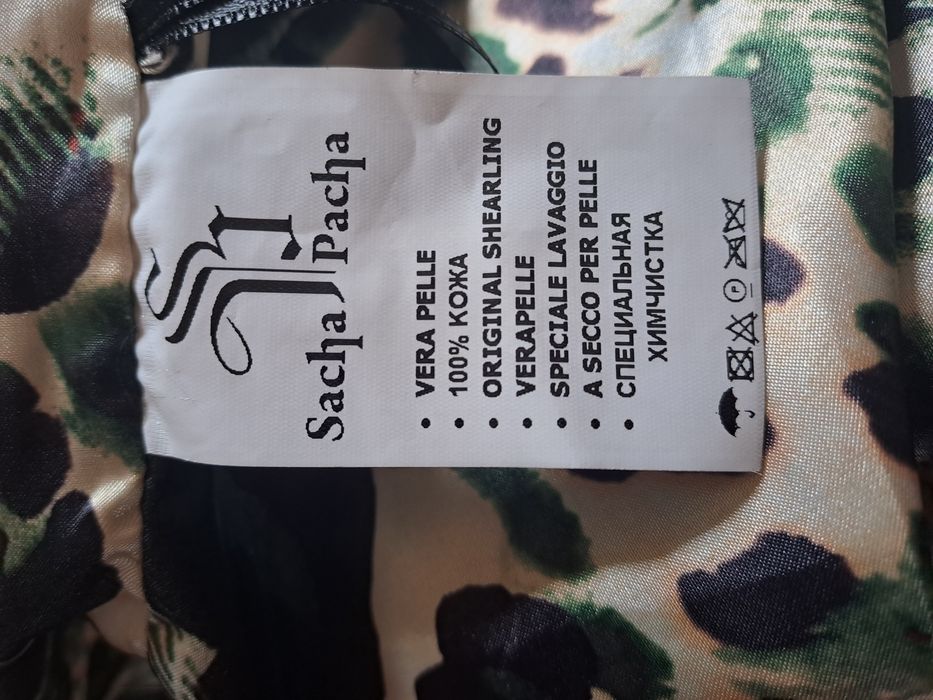 Sacha Pacha
• VERA PELLE
• 100% КОЖА
• ORIGINAL SHEARLING
• VERAPELLE
• SPECIALE LAVAGGIO
• A SECCO PER PELLE
• СПЕЦИАЛЬНАЯ
ХИМЧИСТКА
P